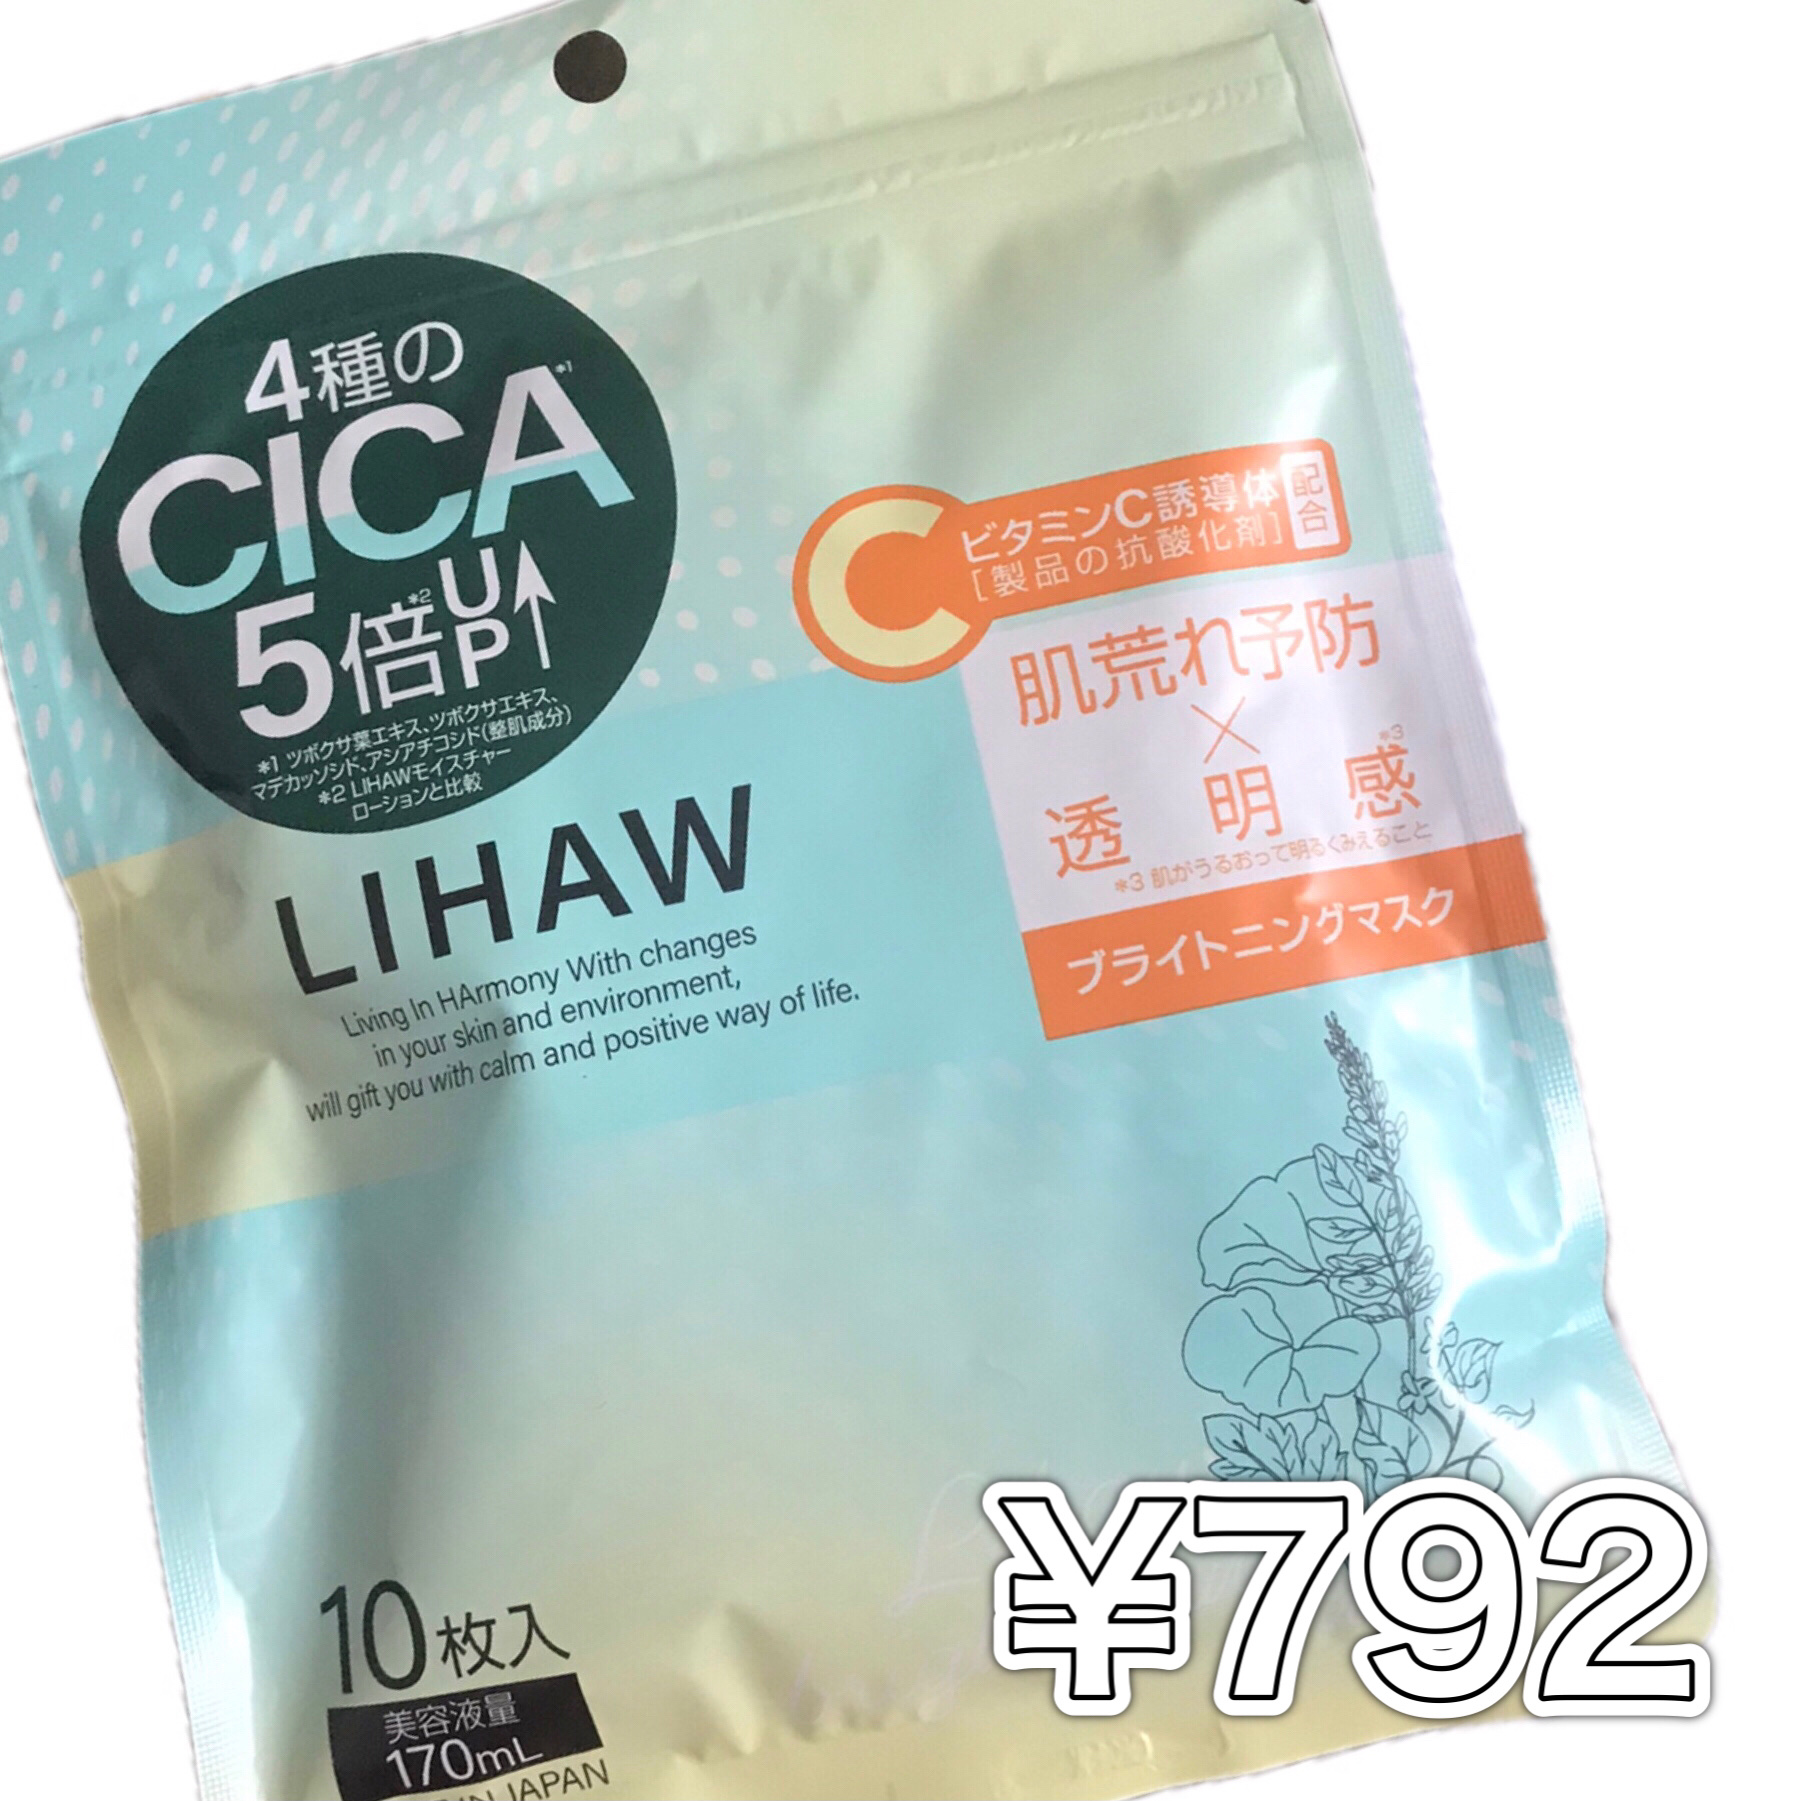 4種の
CICA*1
5倍*2UP
*1 ツボクサ葉エキス、ツボクサエキス、
マデカッソシド、アシアチコシド(整肌成分)
*2 LIHAWモイスチャー
ローションと比較
C
ビタミンC誘導体
[製品の抗酸化剤]
配合
肌荒れ予防
×
透明感*3
*3 肌がうるおって明るくみえること
ブライトニングマスク
LIHAW
Living In HArmony With changes
in your skin and environment,
will gift you with calm and positive way of life.
10枚入
美容液量
170mL
IN JAPAN
¥792